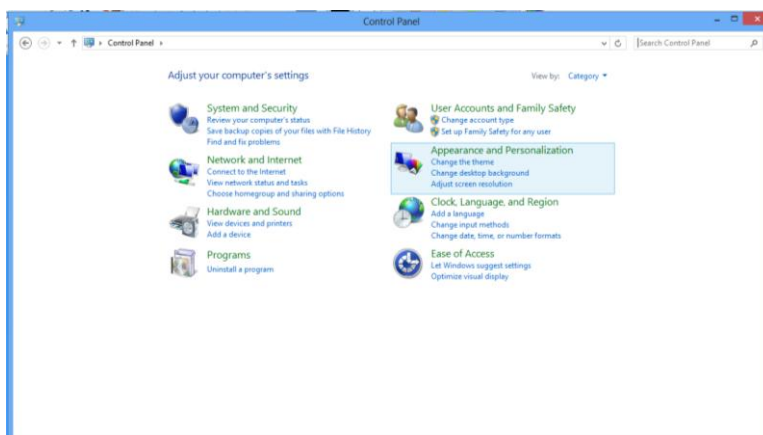 Control Panel
Control Panel
Search Control Panel
Adjust your computer's settings
View by: Category
System and Security
Review your computer's status
Save backup copies of your files with File History
Find and fix problems
Network and Internet
Connect to the Internet
View network status and tasks
Choose homegroup and sharing options
Hardware and Sound
View devices and printers
Add a device
Programs
Uninstall a program
User Accounts and Family Safety
Change account type
Set up Family Safety for any user
Appearance and Personalization
Change the theme
Change desktop background
Adjust screen resolution
Clock, Language, and Region
Add a language
Change input methods
Change date, time, or number formats
Ease of Access
Let Windows suggest settings
Optimize visual display